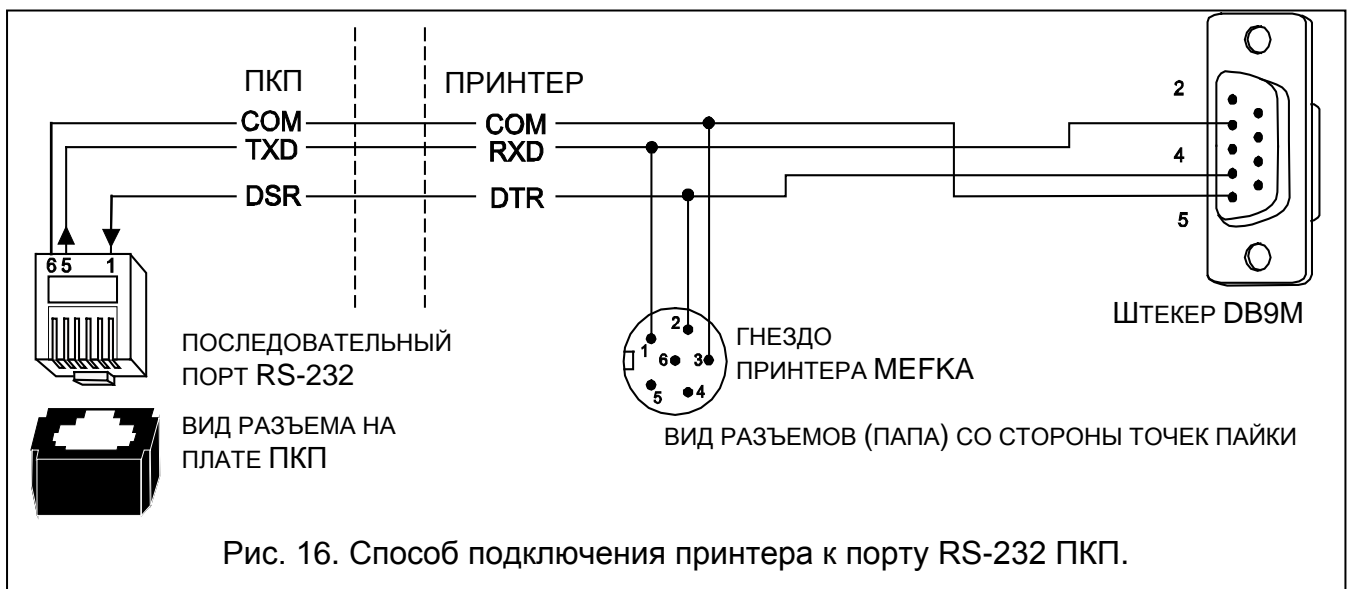 ПКП
ПРИНТЕР
2
COM
COM
TXD
RXD
4
DSR
DTR
5
6 5 1
ШТЕКЕР DB9M
2
1
6 3
5 4
ГНЕЗДО
ПРИНТЕРА MEFKA
ПОСЛЕДОВАТЕЛЬНЫЙ
ПОРТ RS-232
ВИД РАЗЪЕМА НА
ПЛАТЕ ПКП
ВИД РАЗЪЕМОВ (ПАПА) СО СТОРОНЫ ТОЧЕК ПАЙКИ
Рис. 16. Способ подключения принтера к порту RS-232 ПКП.